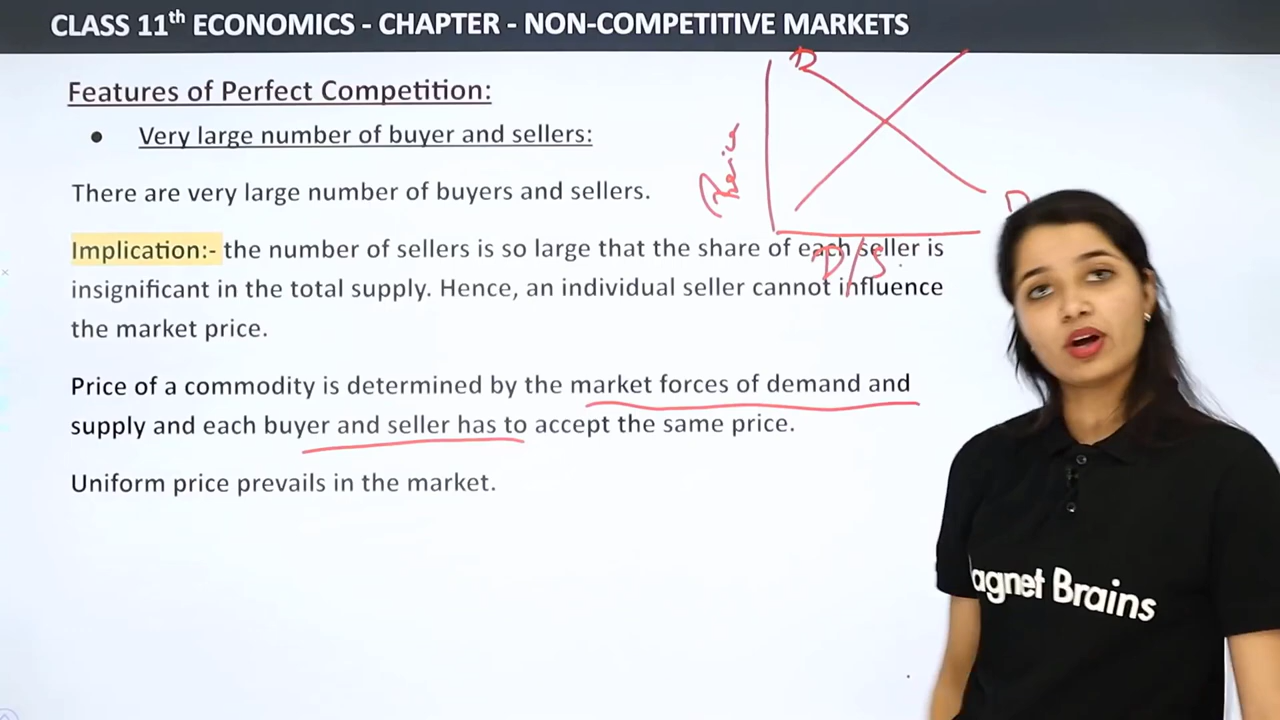 CLASS 11th ECONOMICS - CHAPTER - NON-COMPETITIVE MARKETS
Features of Perfect Competition:
● Very large number of buyer and sellers:
There are very large number of buyers and sellers.
Implication:- the number of sellers is so large that the share of each seller is
insignificant in the total supply. Hence, an individual seller cannot influence
the market price.
Price of a commodity is determined by the market forces of demand and
supply and each buyer and seller has to accept the same price.
Uniform price prevails in the market.
D
Price
D
D/S
agnet Brains